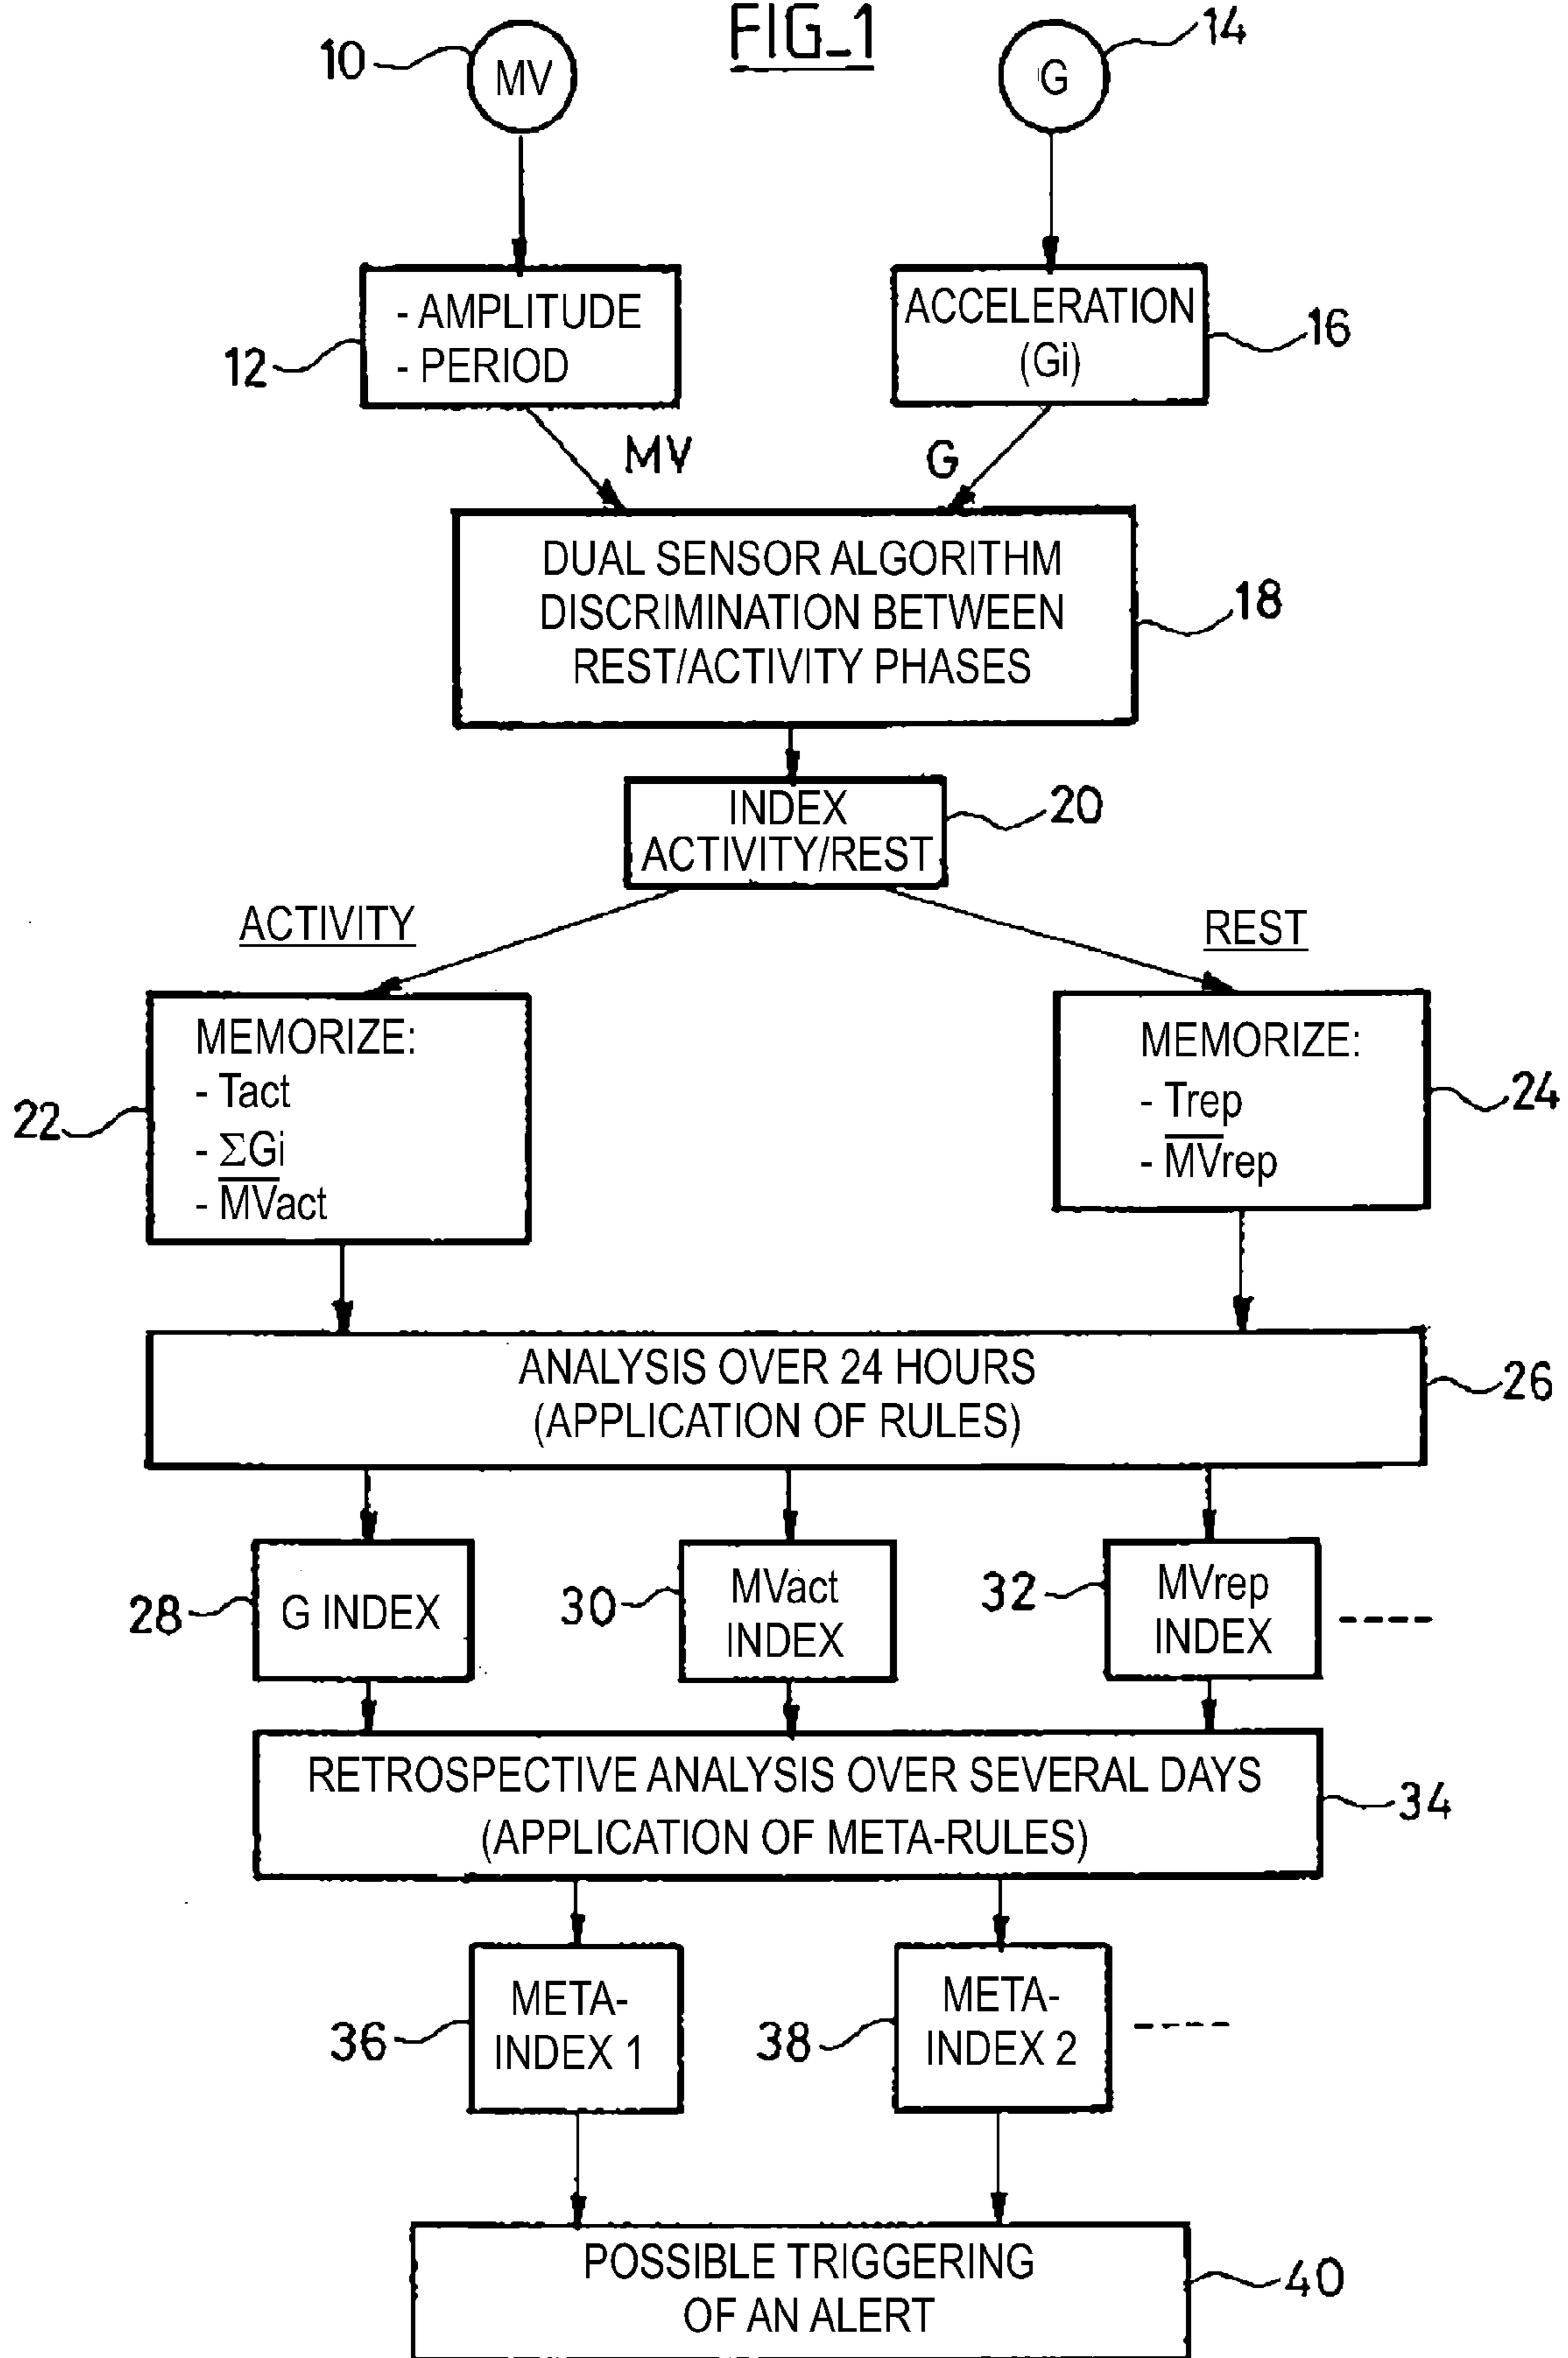 FIG_1
10
MV
14
G
- AMPLITUDE
- PERIOD
12
ACCELERATION
(Gi)
16
MV
G
DUAL SENSOR ALGORITHM
DISCRIMINATION BETWEEN
REST/ACTIVITY PHASES
18
INDEX
ACTIVITY/REST
20
ACTIVITY
REST
MEMORIZE:
- Tact
- ΣGi
- M̅V̅act
22
MEMORIZE:
- Trep
- M̅V̅rep
24
ANALYSIS OVER 24 HOURS
(APPLICATION OF RULES)
26
28
G INDEX
30
MVact
INDEX
32
MVrep
INDEX
RETROSPECTIVE ANALYSIS OVER SEVERAL DAYS
(APPLICATION OF META-RULES)
34
36
META-
INDEX 1
38
META-
INDEX 2
POSSIBLE TRIGGERING
OF AN ALERT
40